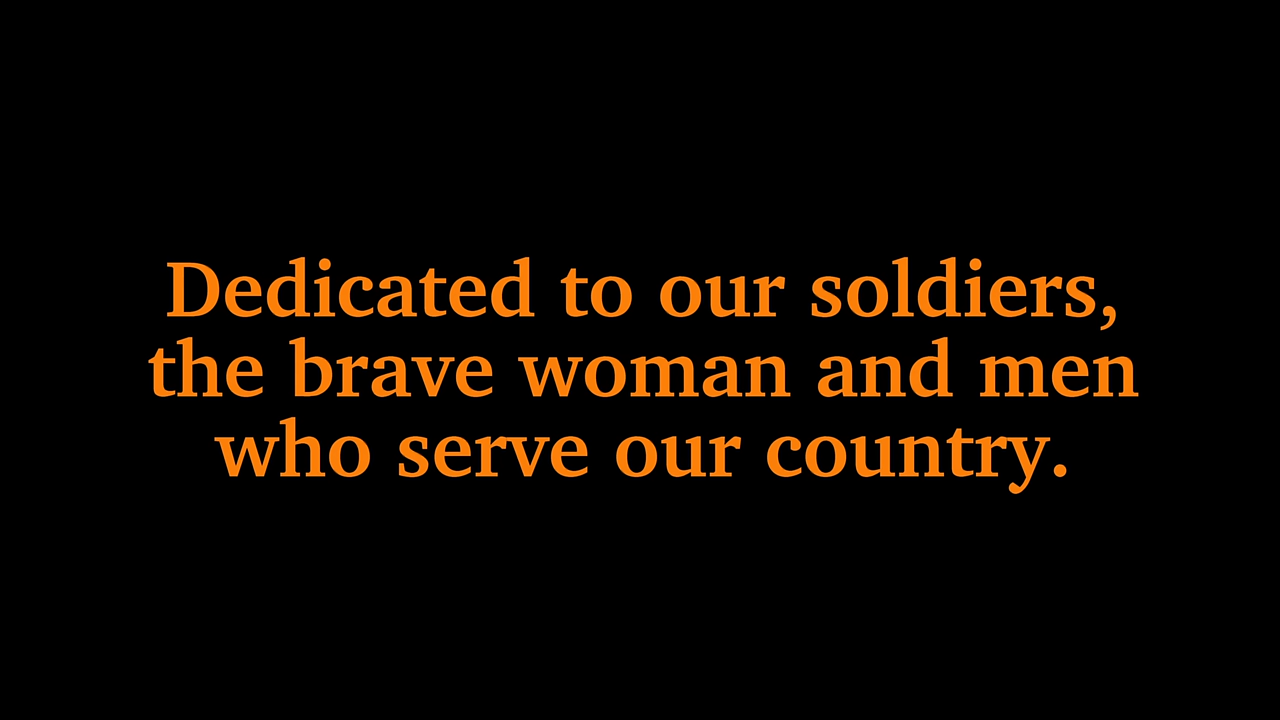 Dedicated to our soldiers,
the brave woman and men
who serve our country.